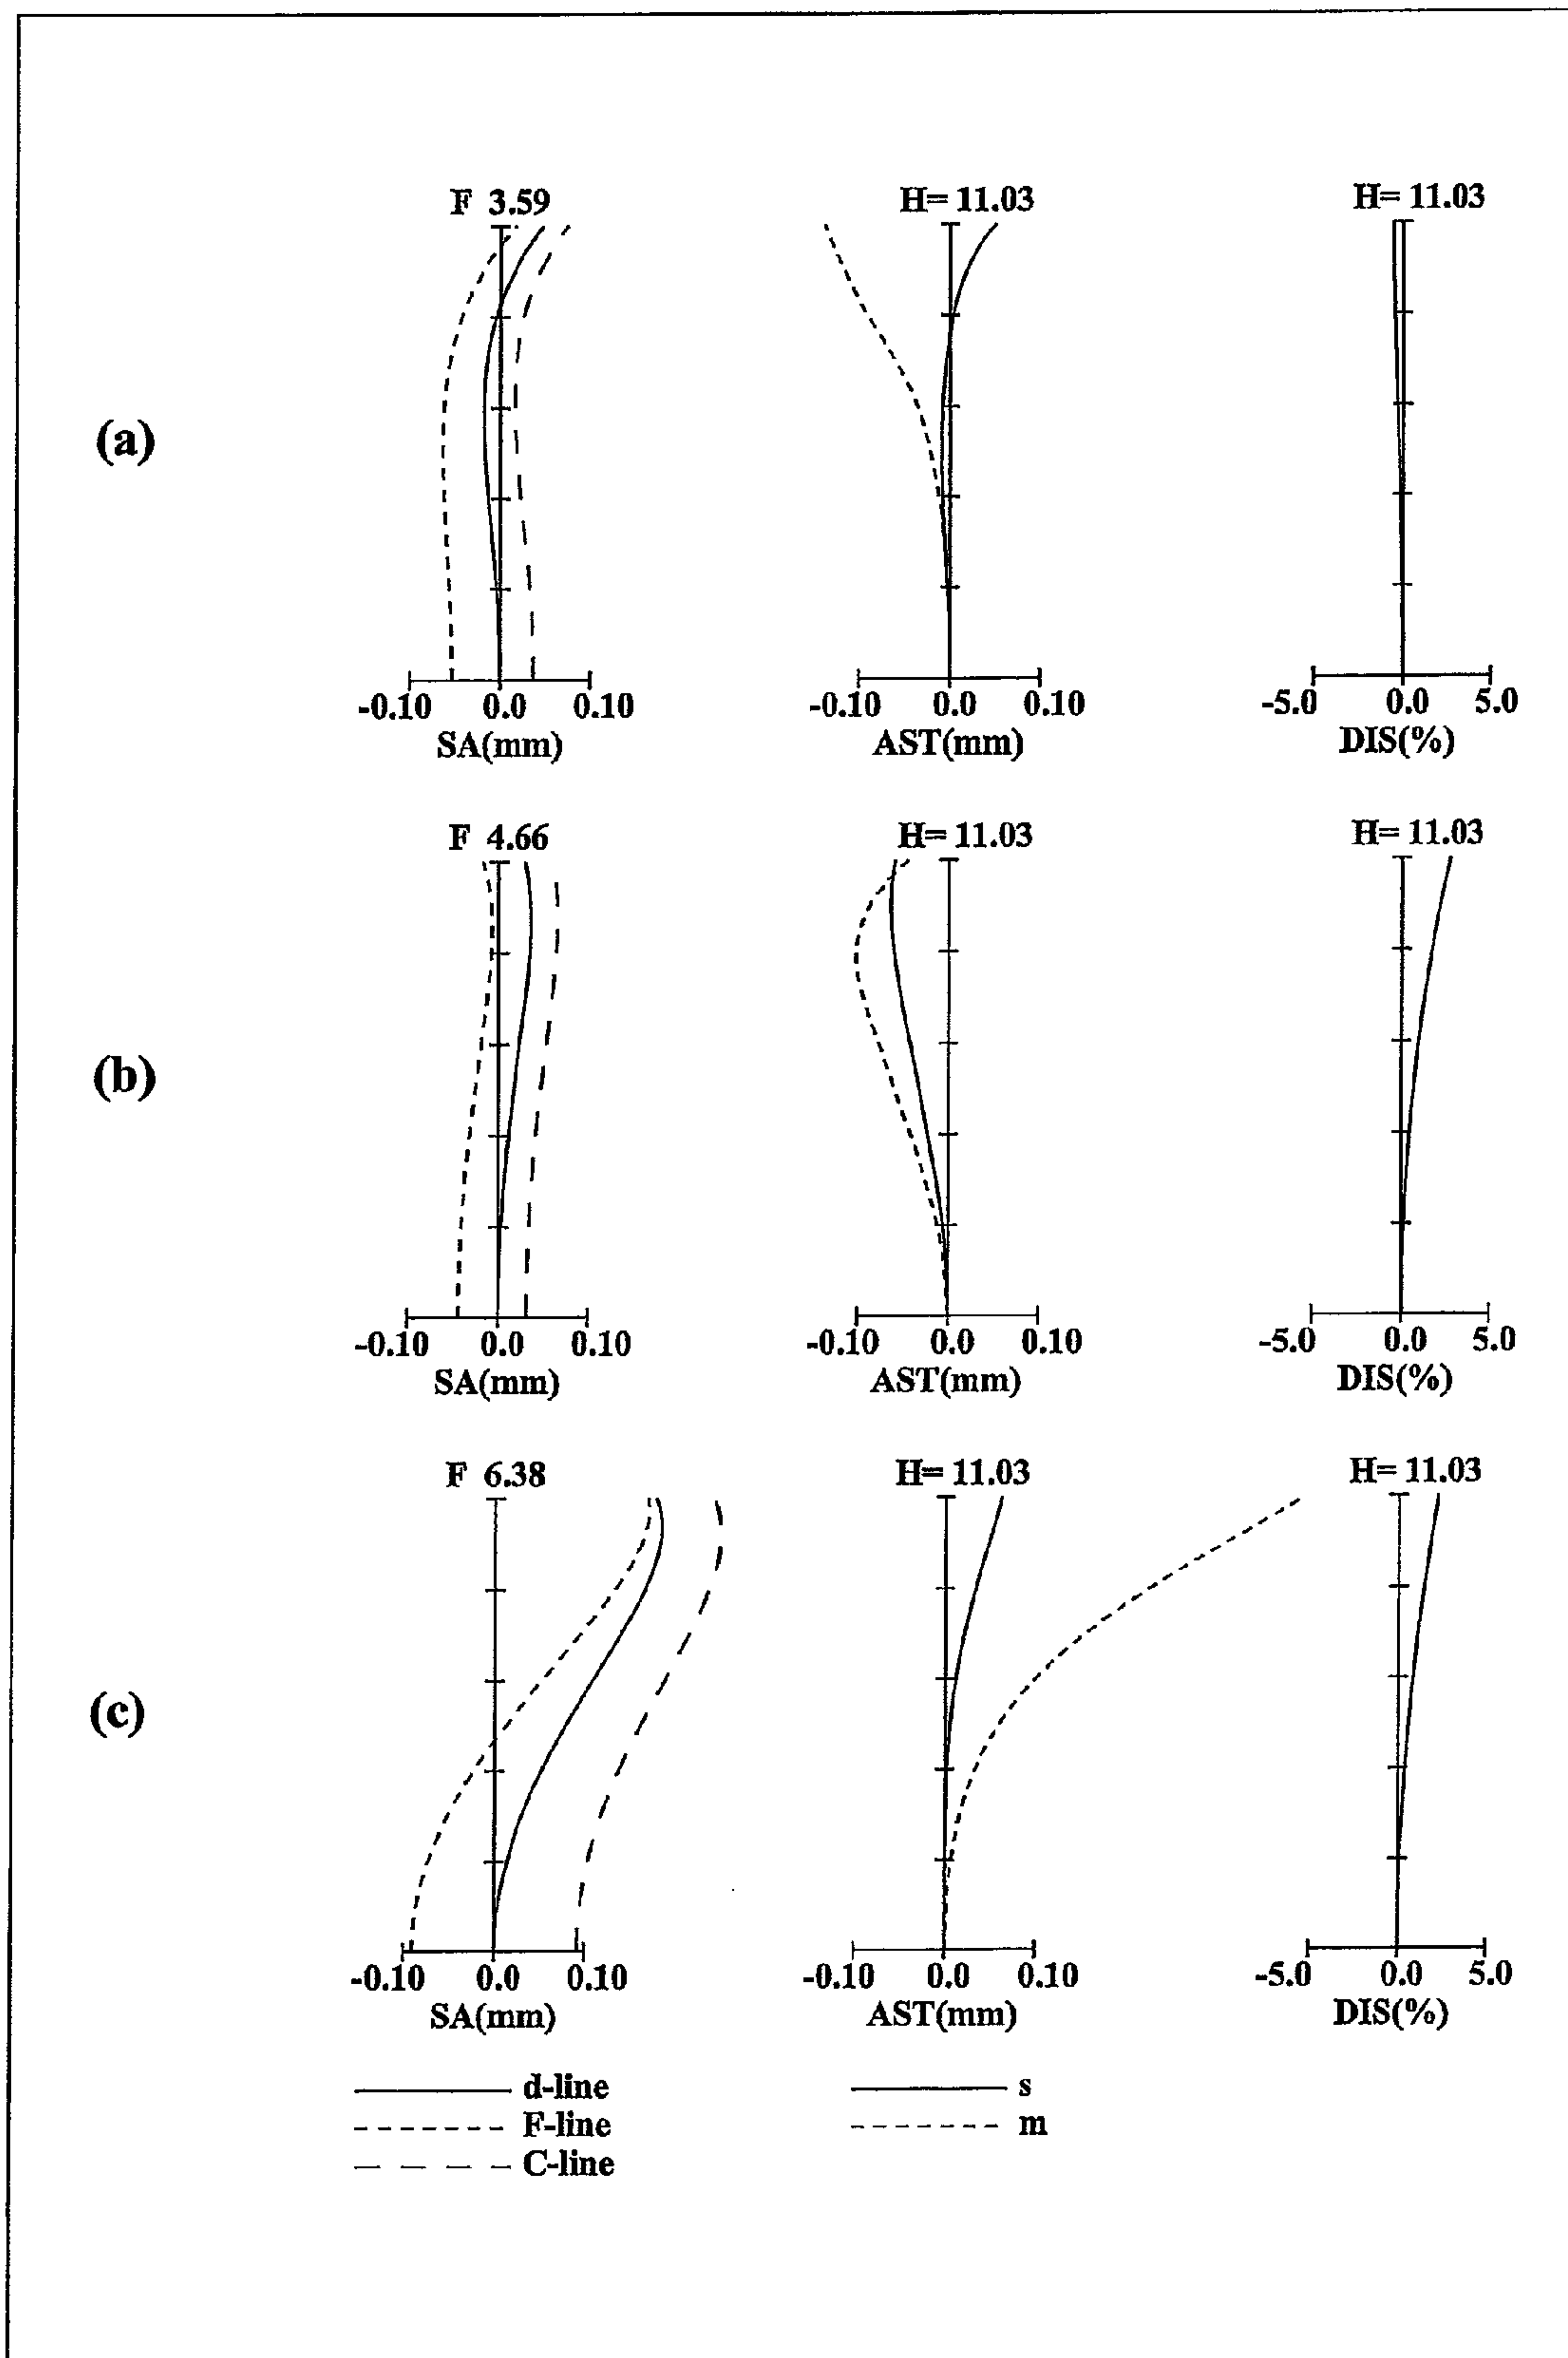 F 3.59
H= 11.03
H= 11.03
(a)
-0.10 0.0 0.10
SA(mm)
-0.10 0.0 0.10
AST(mm)
-5.0 0.0 5.0
DIS(%)
F 4.66
H= 11.03
H= 11.03
(b)
-0.10 0.0 0.10
SA(mm)
-0.10 0.0 0.10
AST(mm)
-5.0 0.0 5.0
DIS(%)
F 6.38
H= 11.03
H= 11.03
(c)
-0.10 0.0 0.10
SA(mm)
-0.10 0.0 0.10
AST(mm)
-5.0 0.0 5.0
DIS(%)
d-line
F-line
C-line
s
m